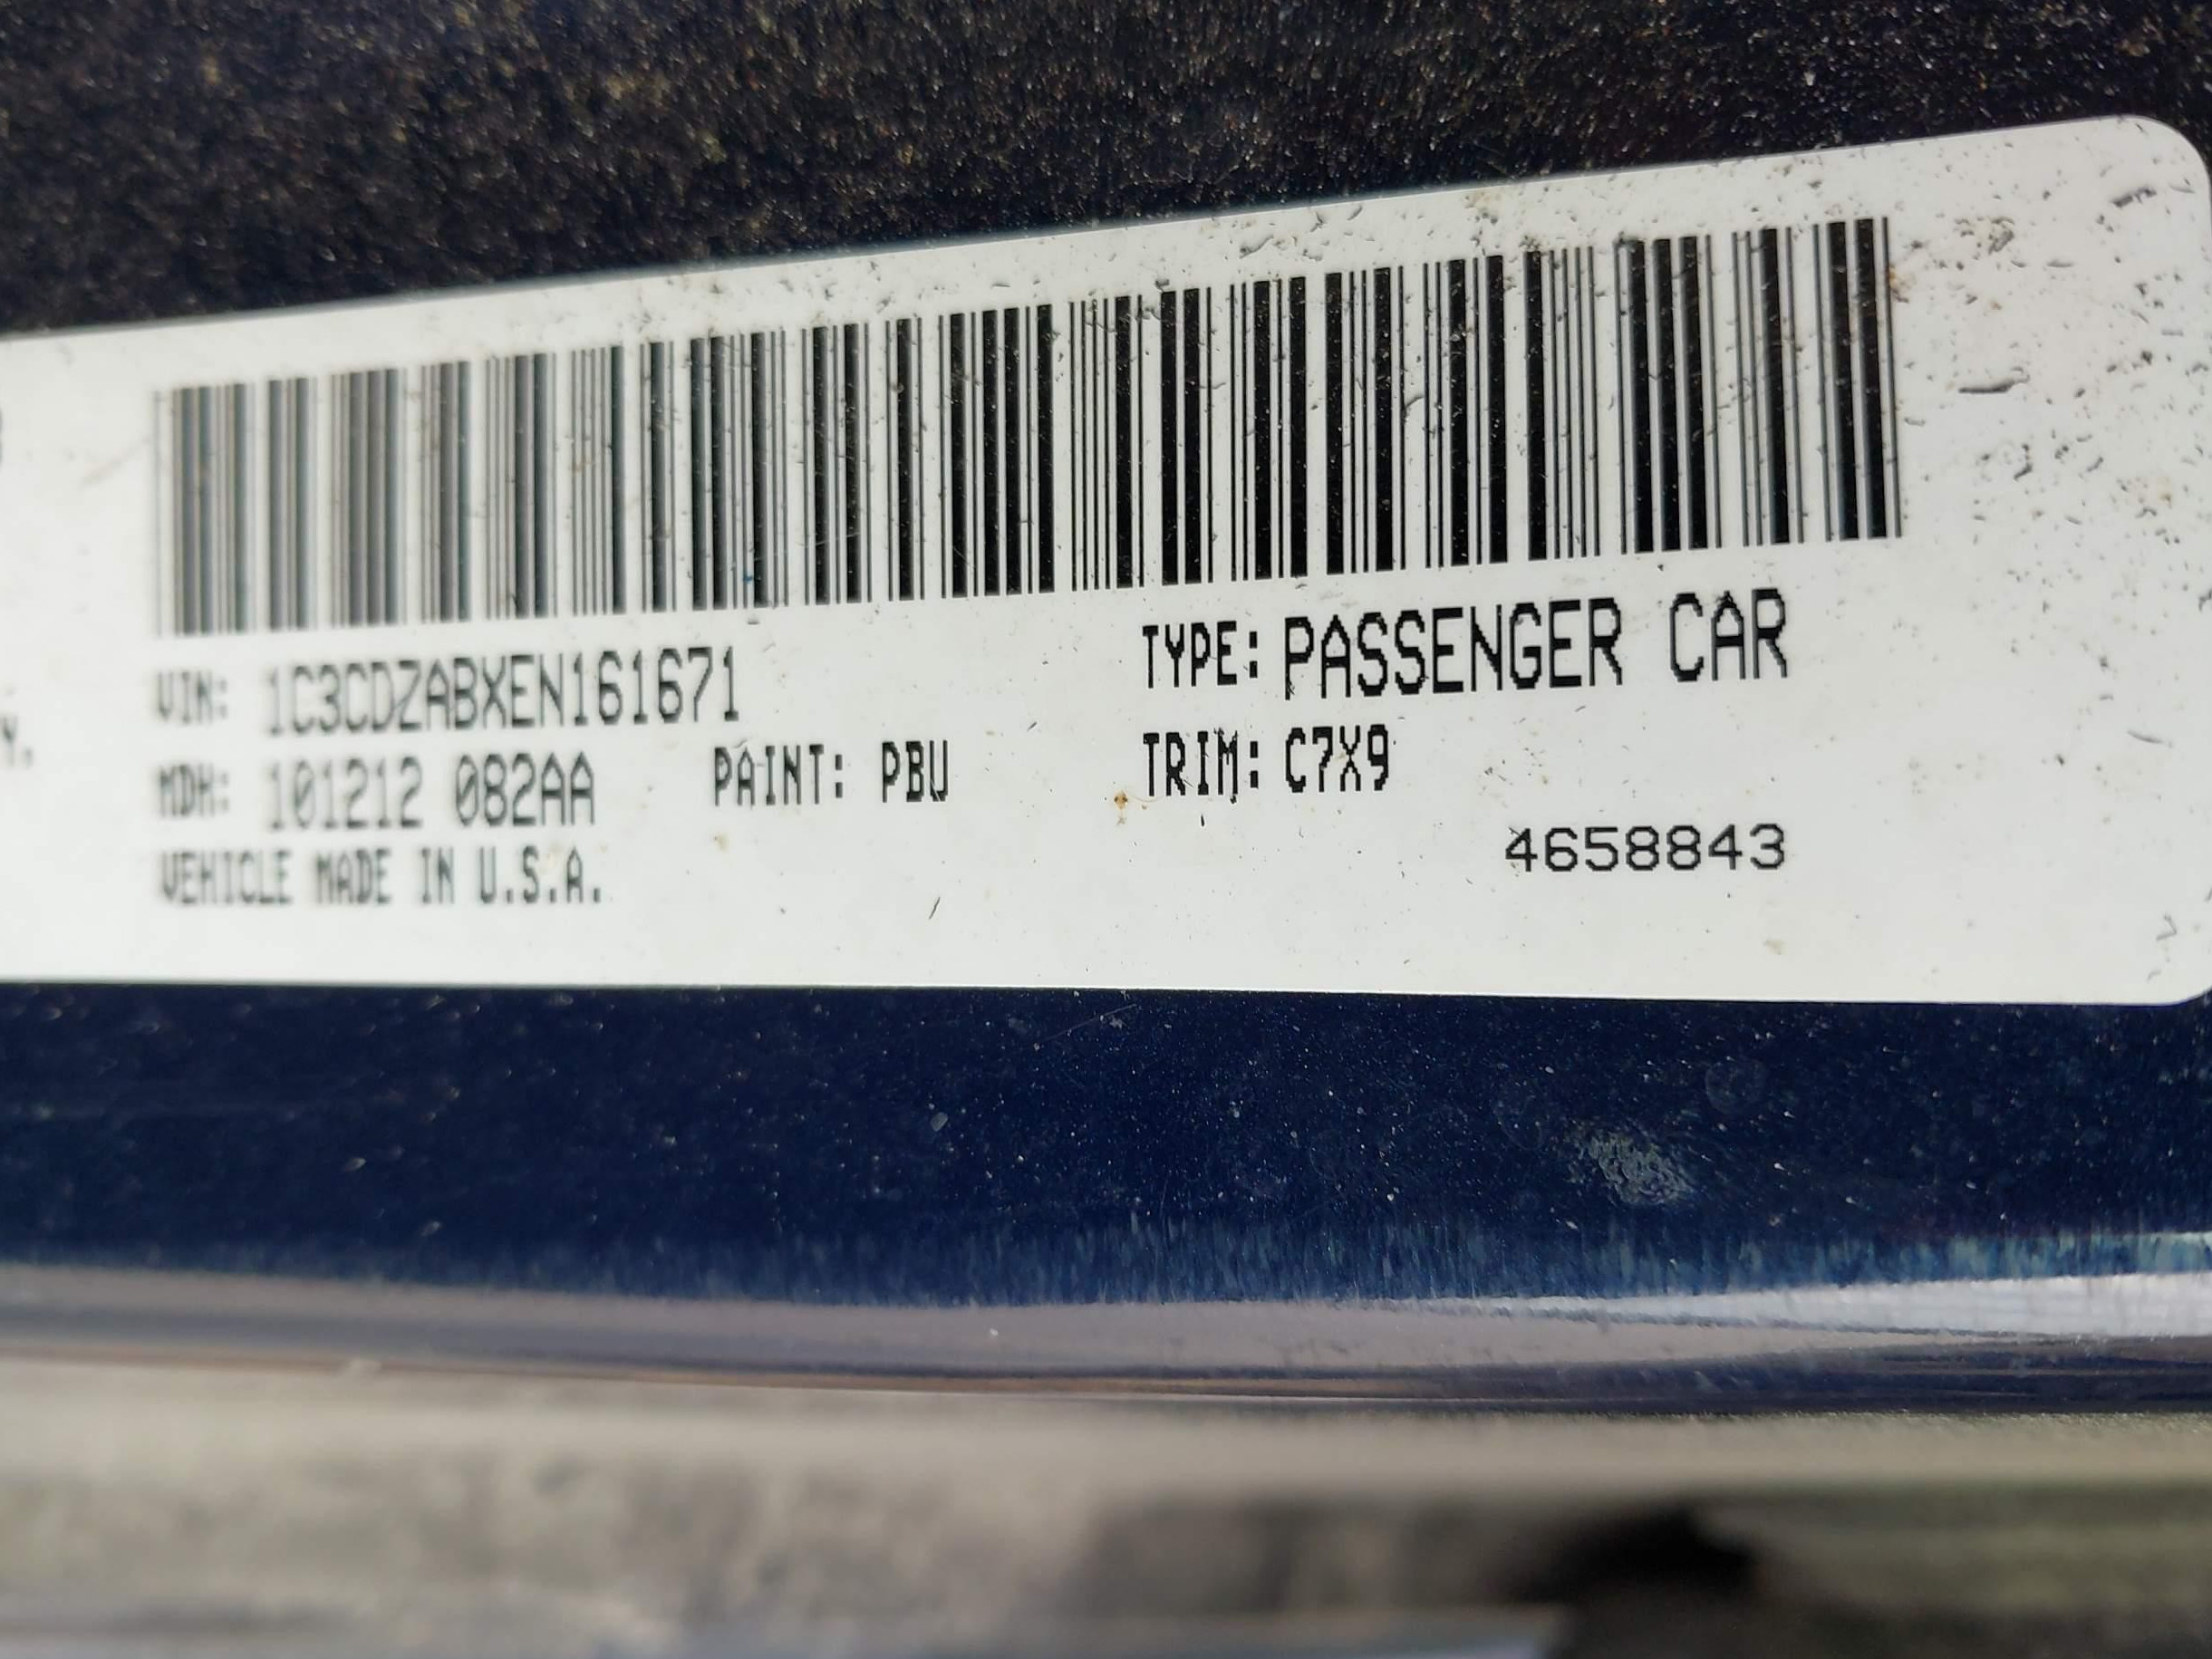 VIN: 1C3CDZABXEN161671
TYPE: PASSENGER CAR
MDH: 101212 082AA PAINT: PBU TRIM: C7X9
VEHICLE MADE IN U.S.A. 4658843
Y.